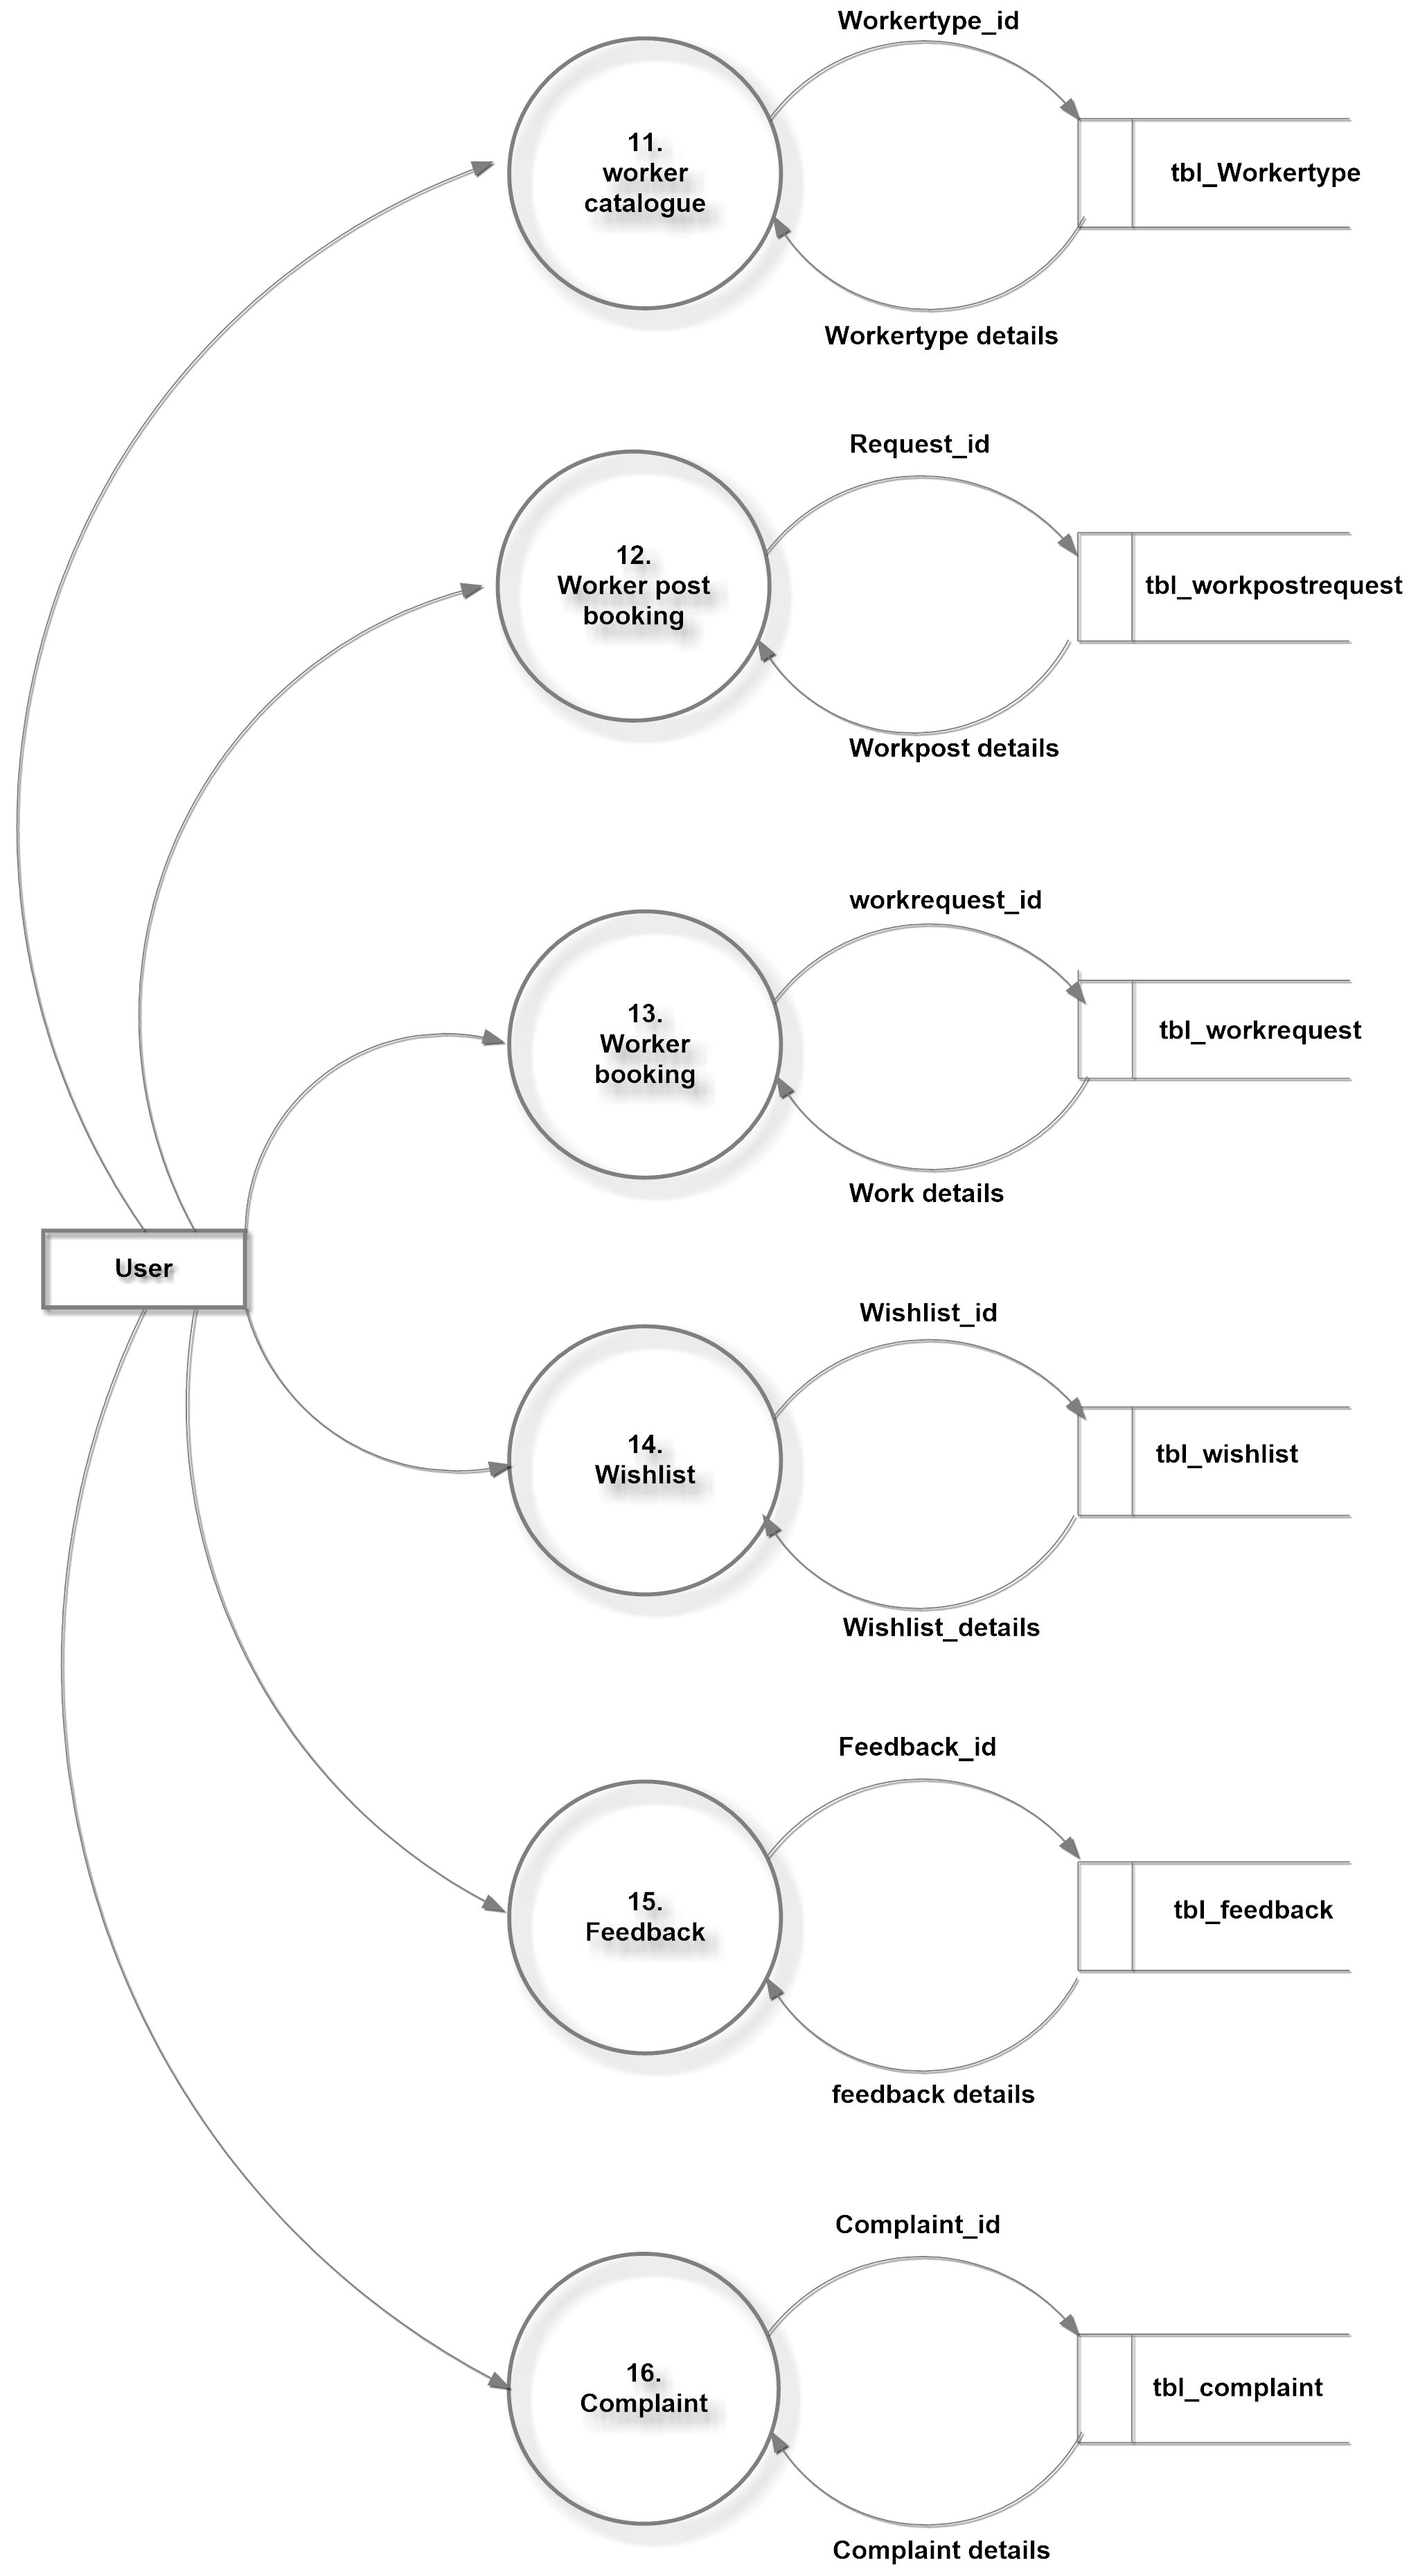 Workertype_id
11.
worker
catalogue
tbl_Workertype
Workertype details
Request_id
12.
Worker post
booking
tbl_workpostrequest
Workpost details
workrequest_id
13.
Worker
booking
tbl_workrequest
Work details
User
Wishlist_id
14.
Wishlist
tbl_wishlist
Wishlist_details
Feedback_id
15.
Feedback
tbl_feedback
feedback details
Complaint_id
16.
Complaint
tbl_complaint
Complaint details